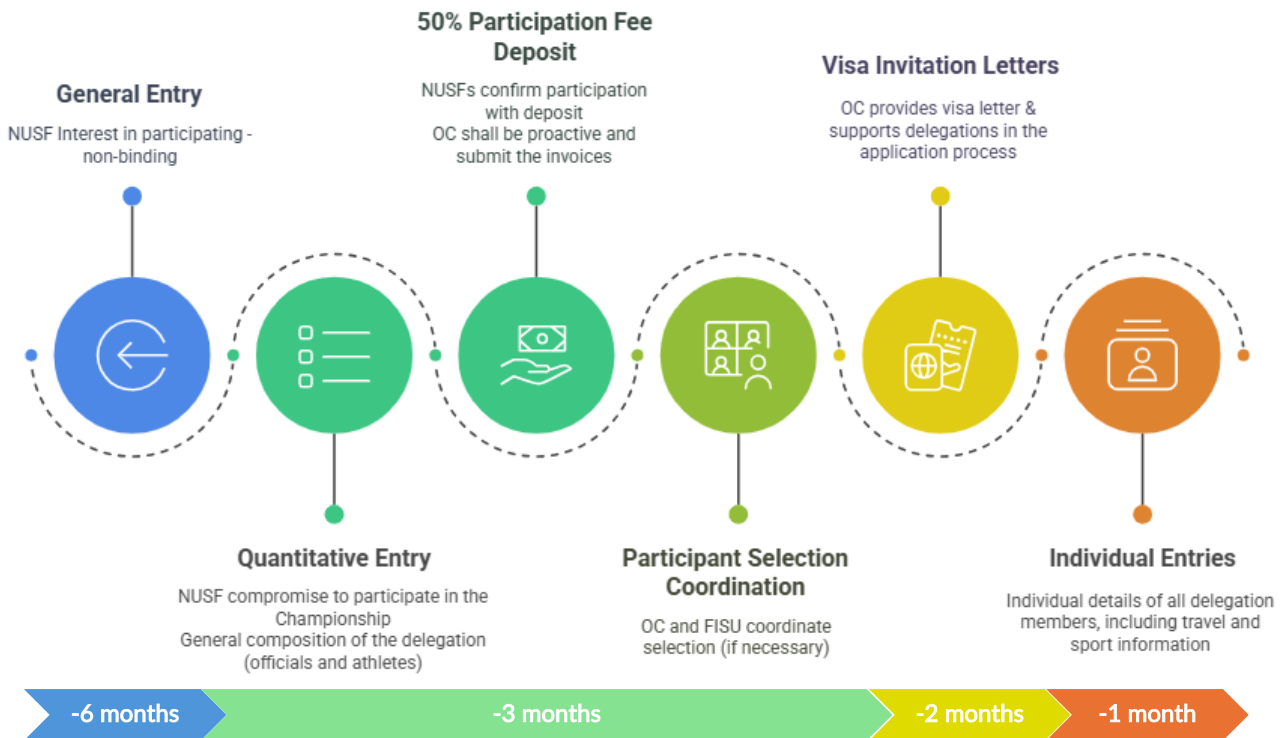 General Entry
NUSF Interest in participating -
non-binding
Quantitative Entry
NUSF compromise to participate in the
Championship
General composition of the delegation
(officials and athletes)
50% Participation Fee
Deposit
NUSFs confirm participation
with deposit
OC shall be proactive and
submit the invoices
Participant Selection
Coordination
OC and FISU coordinate
selection (if necessary)
Visa Invitation Letters
OC provides visa letter &
supports delegations in the
application process
Individual Entries
Individual details of all delegation
members, including travel and
sport information
-6 months
-3 months
-2 months
-1 month